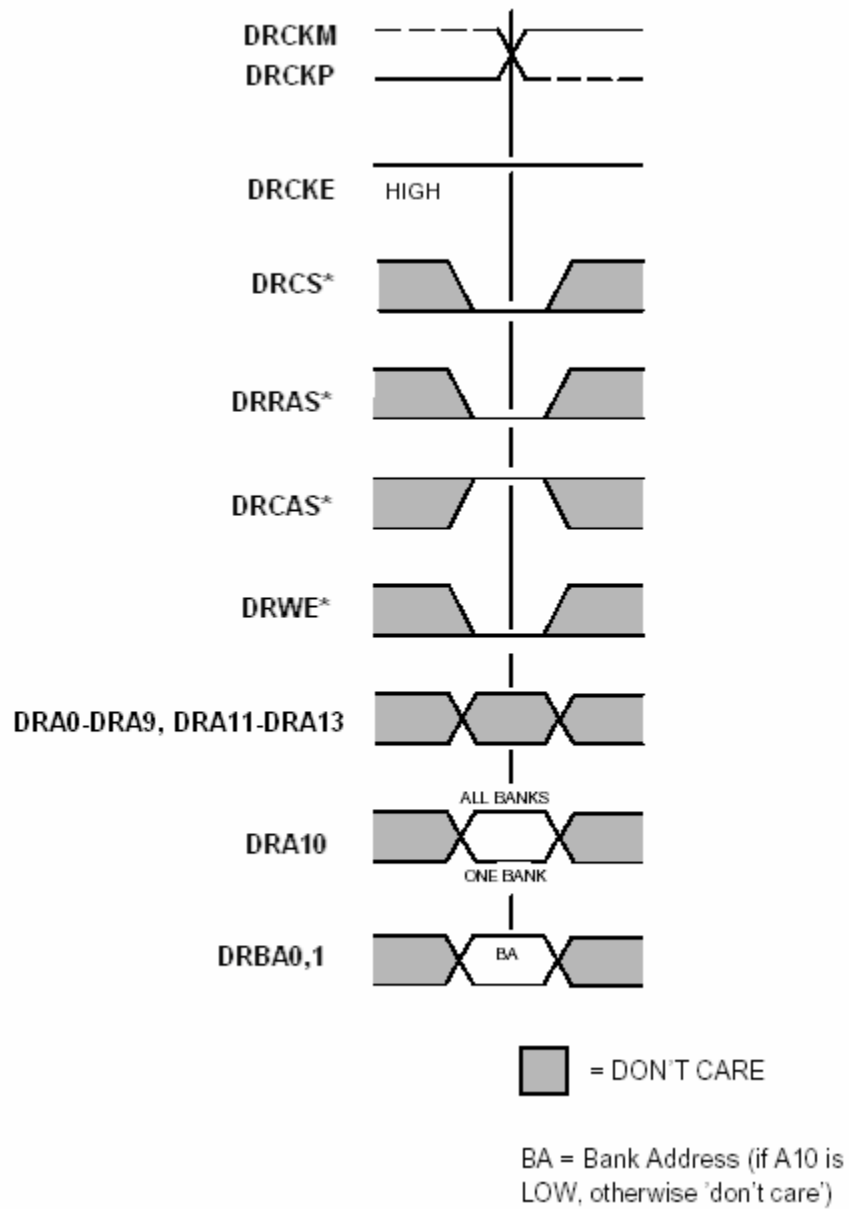 DRCKM
DRCKP
DRCKE HIGH
DRCS*
DRRAS*
DRCAS*
DRWE*
DRA0-DRA9, DRA11-DRA13
ALL BANKS
DRA10
ONE BANK
DRBA0,1 BA
= DON'T CARE
BA = Bank Address (if A10 is
LOW, otherwise 'don't care')